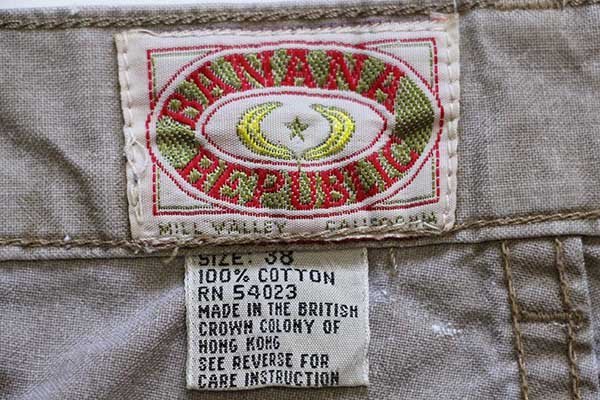 BANANA
REPUBLIC
MILL VALLEY CALIFORNIA
SIZE: 38
100% COTTON
RN 54023
MADE IN THE BRITISH
CROWN COLONY OF
HONG KONG
SEE REVERSE FOR
CARE INSTRUCTION